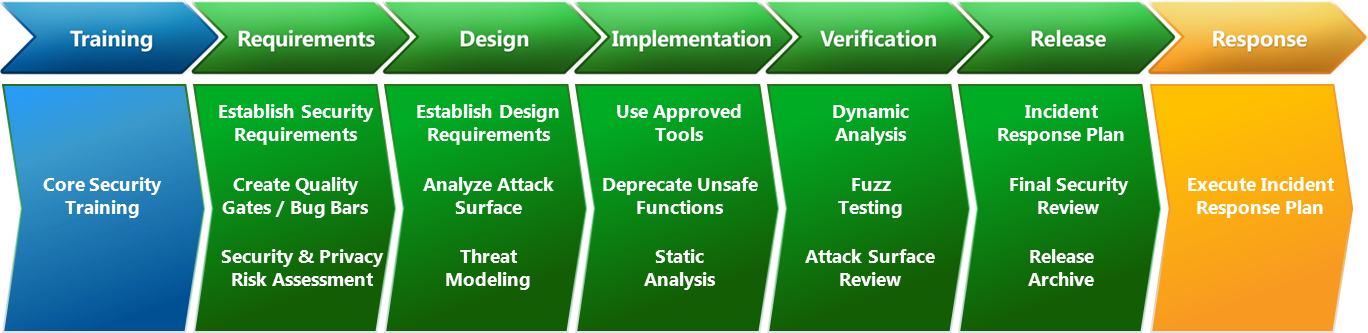 Training
Requirements
Design
Implementation
Verification
Release
Response
Core Security
Training
Establish Security
Requirements
Create Quality
Gates / Bug Bars
Security & Privacy
Risk Assessment
Establish Design
Requirements
Analyze Attack
Surface
Threat
Modeling
Use Approved
Tools
Deprecate Unsafe
Functions
Static
Analysis
Dynamic
Analysis
Fuzz
Testing
Attack Surface
Review
Incident
Response Plan
Final Security
Review
Release
Archive
Execute Incident
Response Plan